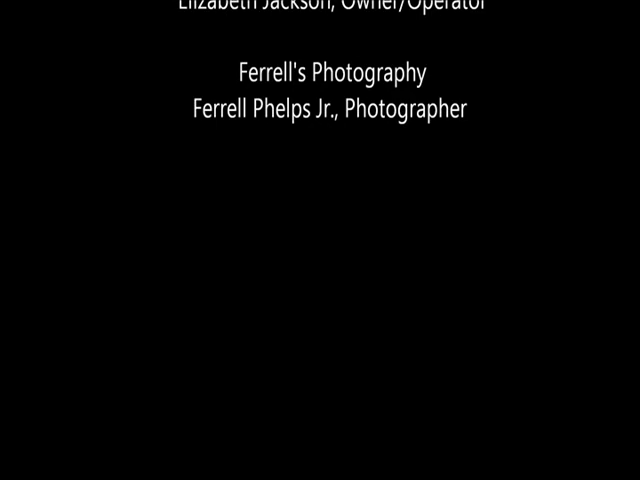 Elizabeth Jackson, Owner/Operator
Ferrell's Photography
Ferrell Phelps Jr., Photographer